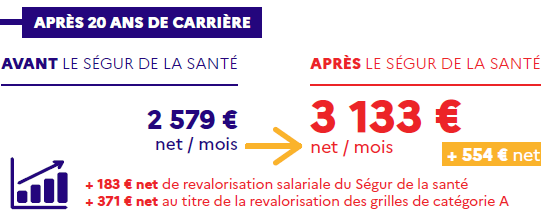 APRÈS 20 ANS DE CARRIÈRE
AVANT LE SÉGUR DE LA SANTÉ
2 579 €
net / mois
APRÈS LE SÉGUR DE LA SANTÉ
3 133 €
net / mois
+ 554 € net
+ 183 € net de revalorisation salariale du Ségur de la santé
+ 371 € net au titre de la revalorisation des grilles de catégorie A